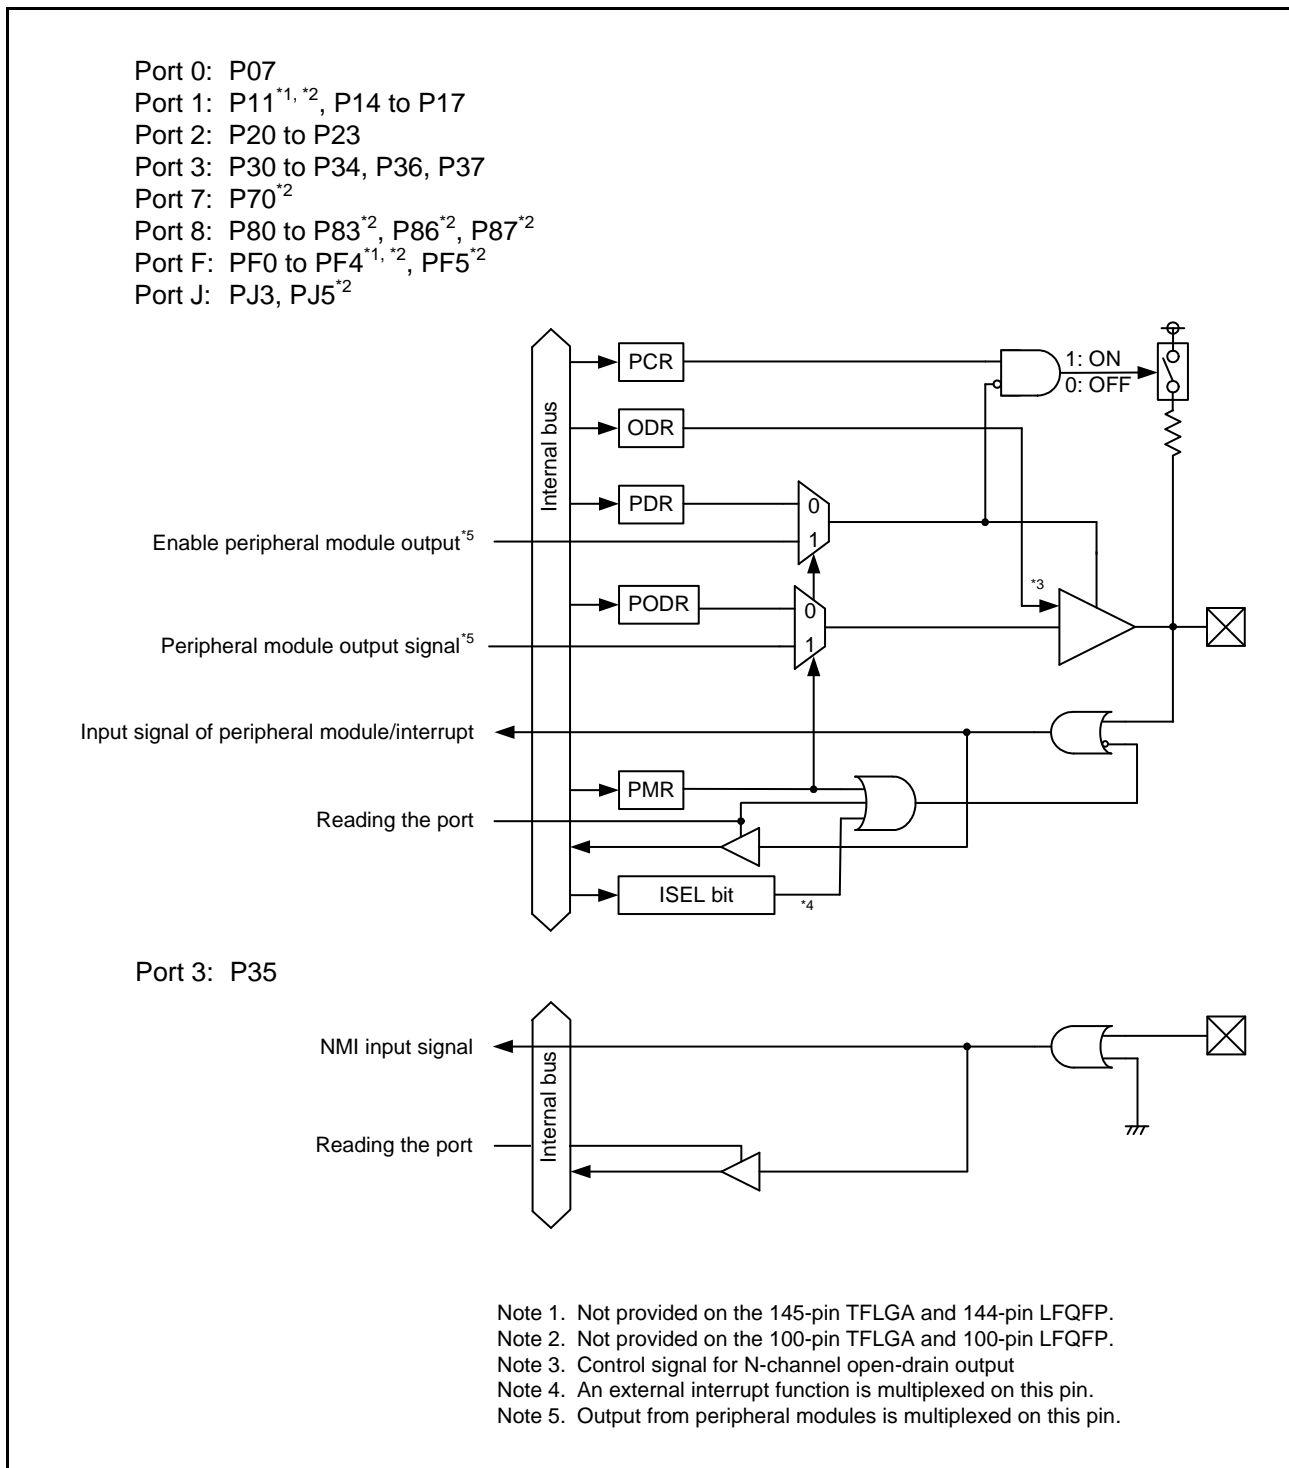 Port 0: P07
Port 1: P11*1, *2, P14 to P17
Port 2: P20 to P23
Port 3: P30 to P34, P36, P37
Port 7: P70*2
Port 8: P80 to P83*2, P86*2, P87*2
Port F: PF0 to PF4*1, *2, PF5*2
Port J: PJ3, PJ5*2
Internal bus
PCR
1: ON
0: OFF
ODR
PDR
0
1
Enable peripheral module output*5
*3
PODR
0
1
Peripheral module output signal*5
Input signal of peripheral module/interrupt
PMR
Reading the port
ISEL bit
*4
Port 3: P35
Internal bus
NMI input signal
Reading the port
Note 1. Not provided on the 145-pin TFLGA and 144-pin LFQFP.
Note 2. Not provided on the 100-pin TFLGA and 100-pin LFQFP.
Note 3. Control signal for N-channel open-drain output
Note 4. An external interrupt function is multiplexed on this pin.
Note 5. Output from peripheral modules is multiplexed on this pin.